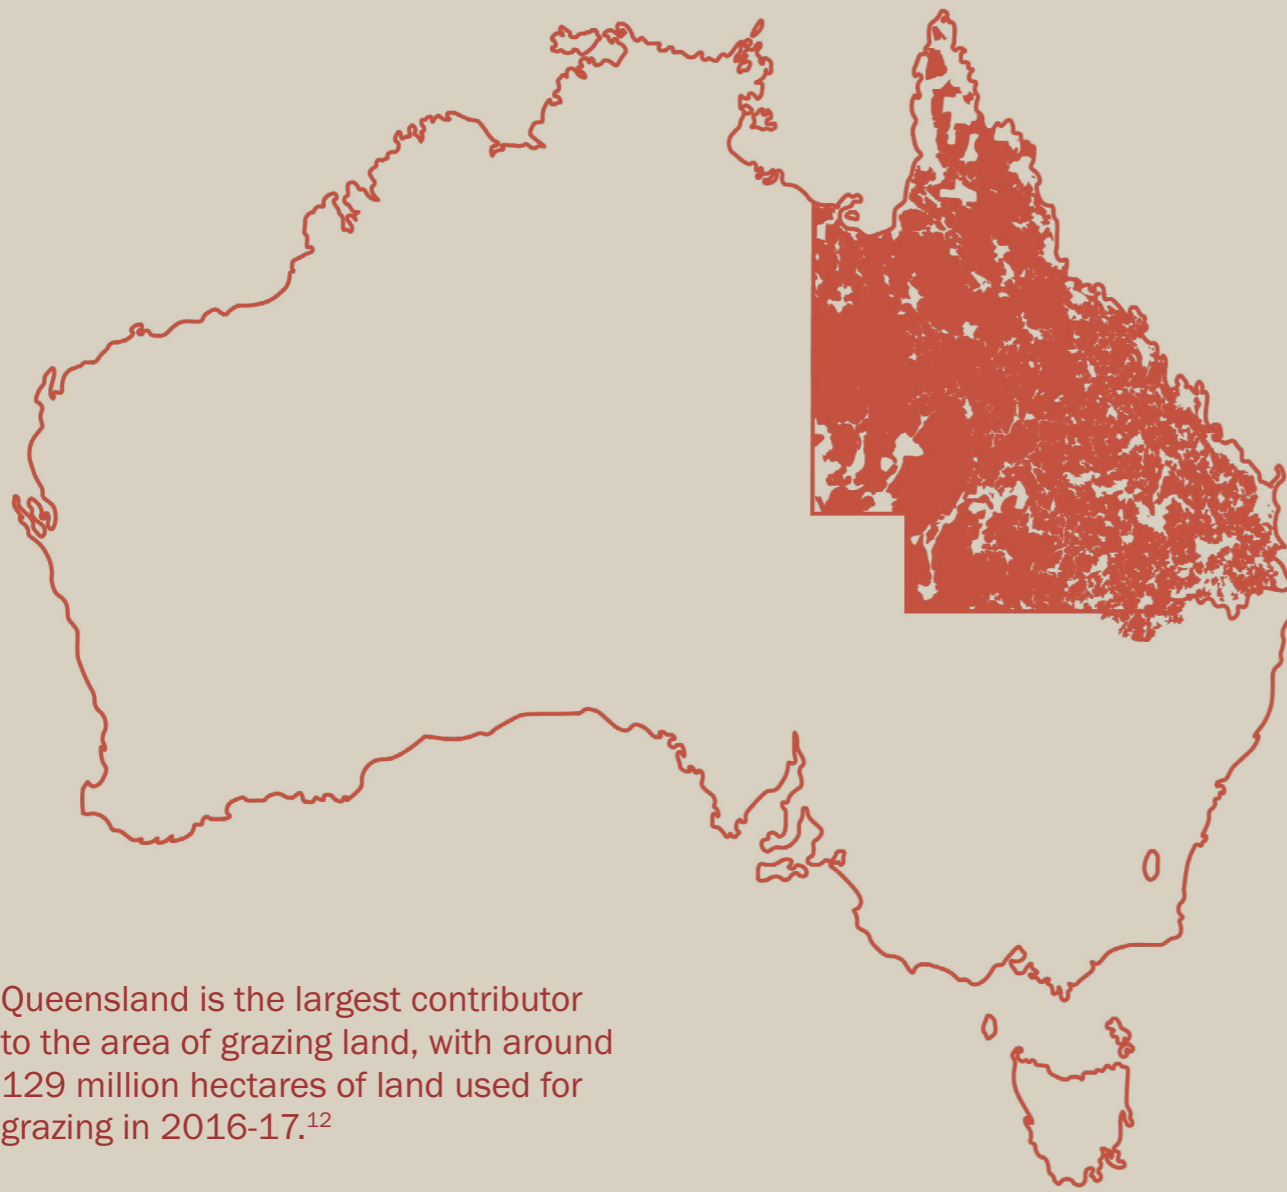 Queensland is the largest contributor
to the area of grazing land, with around
129 million hectares of land used for
grazing in 2016-17.¹²